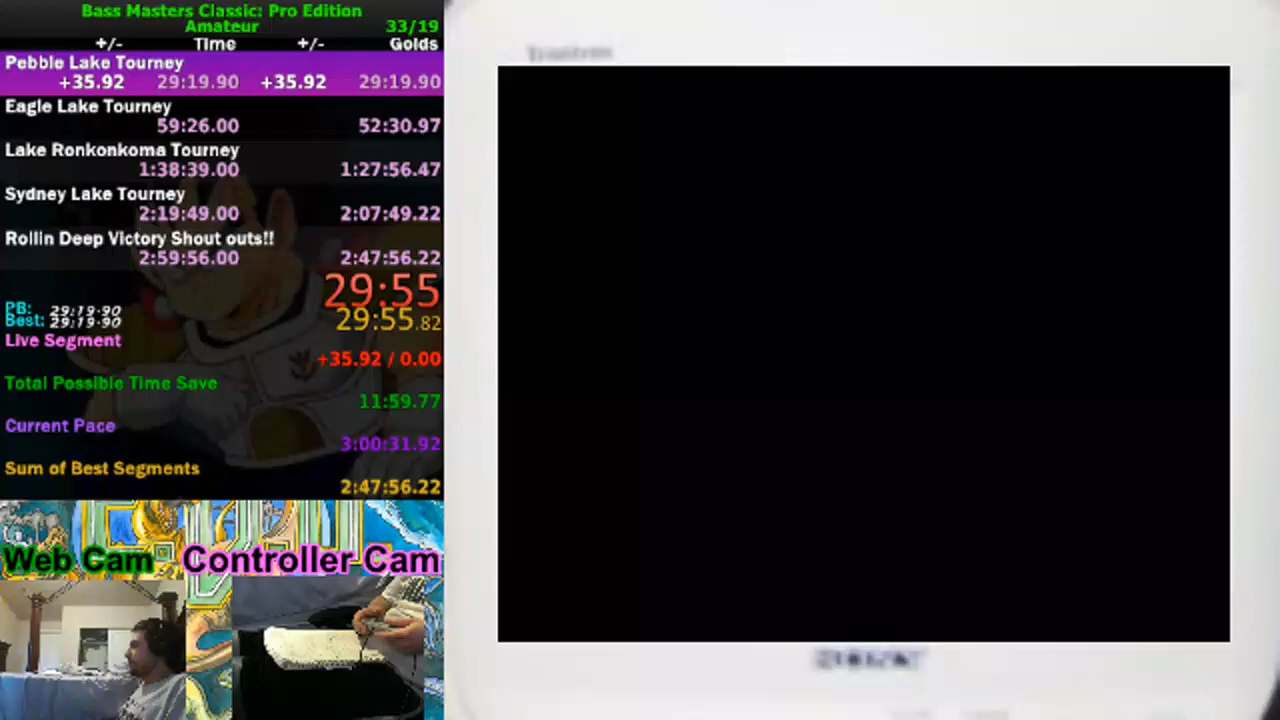 Bass Masters Classic: Pro Edition
Amateur 33/19
+/- Time +/- Golds
Pebble Lake Tourney
+35.92 29:19.90 +35.92 29:19.90
Eagle Lake Tourney
59:26.00 52:30.97
Lake Ronkonkoma Tourney
1:38:39.00 1:27:56.47
Sydney Lake Tourney
2:19:49.00 2:07:49.22
Rollin Deep Victory Shout outs!!
2:59:56.00 2:47:56.22
29:55
PB: 29:19.90
29:55.82
Best: 29:19.90
Live Segment
+35.92 / 0.00
Total Possible Time Save
11:59.77
Current Pace
3:00:31.92
Sum of Best Segments
2:47:56.22
Web Cam Controller Cam